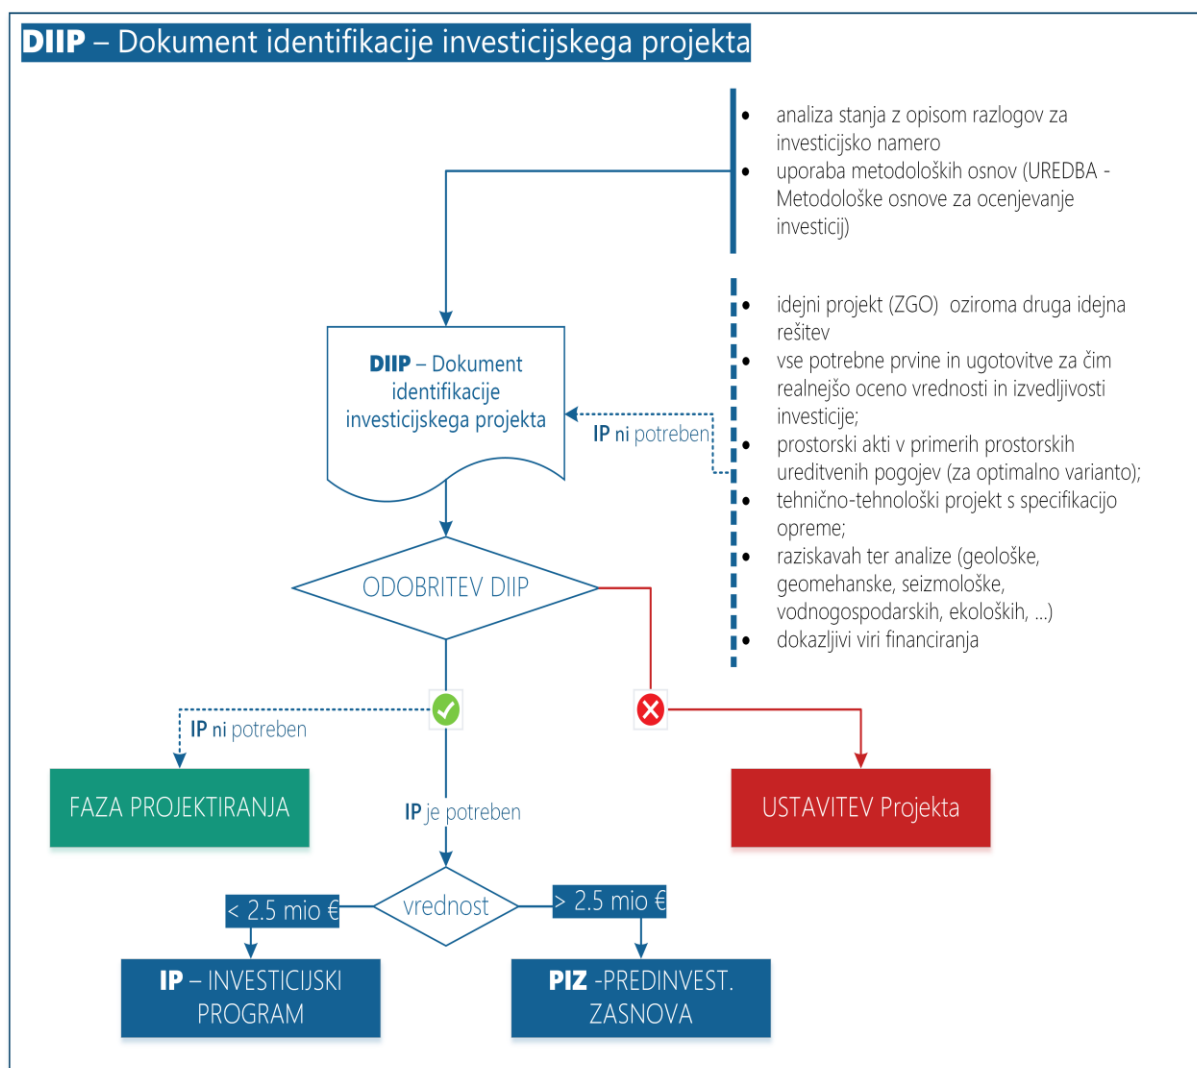 DIIP – Dokument identifikacije investicijskega projekta
analiza stanja z opisom razlogov za
investicijsko namero
uporaba metodoloških osnov (UREDBA -
Metodološke osnove za ocenjevanje
investicij)
idejni projekt (ZGO) oziroma druga idejna
rešitev
vse potrebne prvine in ugotovitve za čim
realnejšo oceno vrednosti in izvedljivosti
investicije;
prostorski akti v primerih prostorskih
ureditvenih pogojev (za optimalno varianto);
tehnično-tehnološki projekt s specifikacijo
opreme;
raziskavah ter analize (geološke,
geomehanske, seizmološke,
vodnogospodarskih, ekoloških, ...)
dokazljivi viri financiranja
DIIP – Dokument
identifikacije
investicijskega projekta
IP ni potreben
ODOBRITEV DIIP
IP ni potreben
FAZA PROJEKTIRANJA
USTAVITEV Projekta
IP je potreben
vrednost
< 2.5 mio €
> 2.5 mio €
IP – INVESTICIJSKI
PROGRAM
PIZ -PREDINVEST.
ZASNOVA